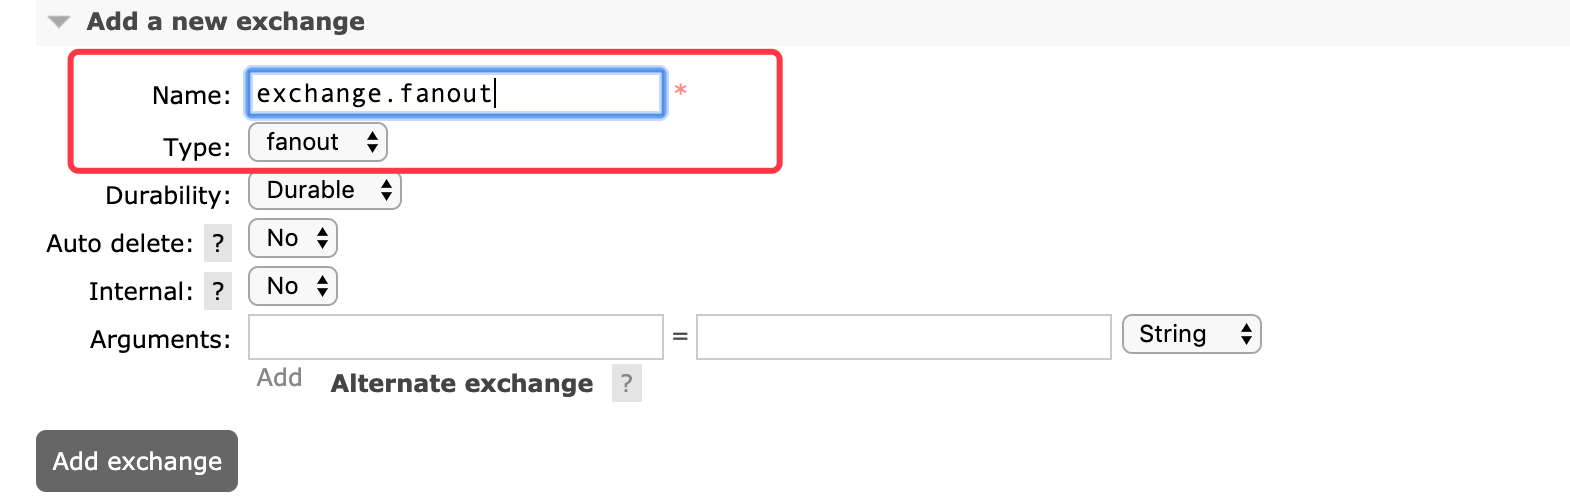 Add a new exchange
Name: exchange.fanout *
Type: fanout
Durability: Durable
Auto delete: ? No
Internal: ? No
Arguments: = String
Add Alternate exchange ?
Add exchange